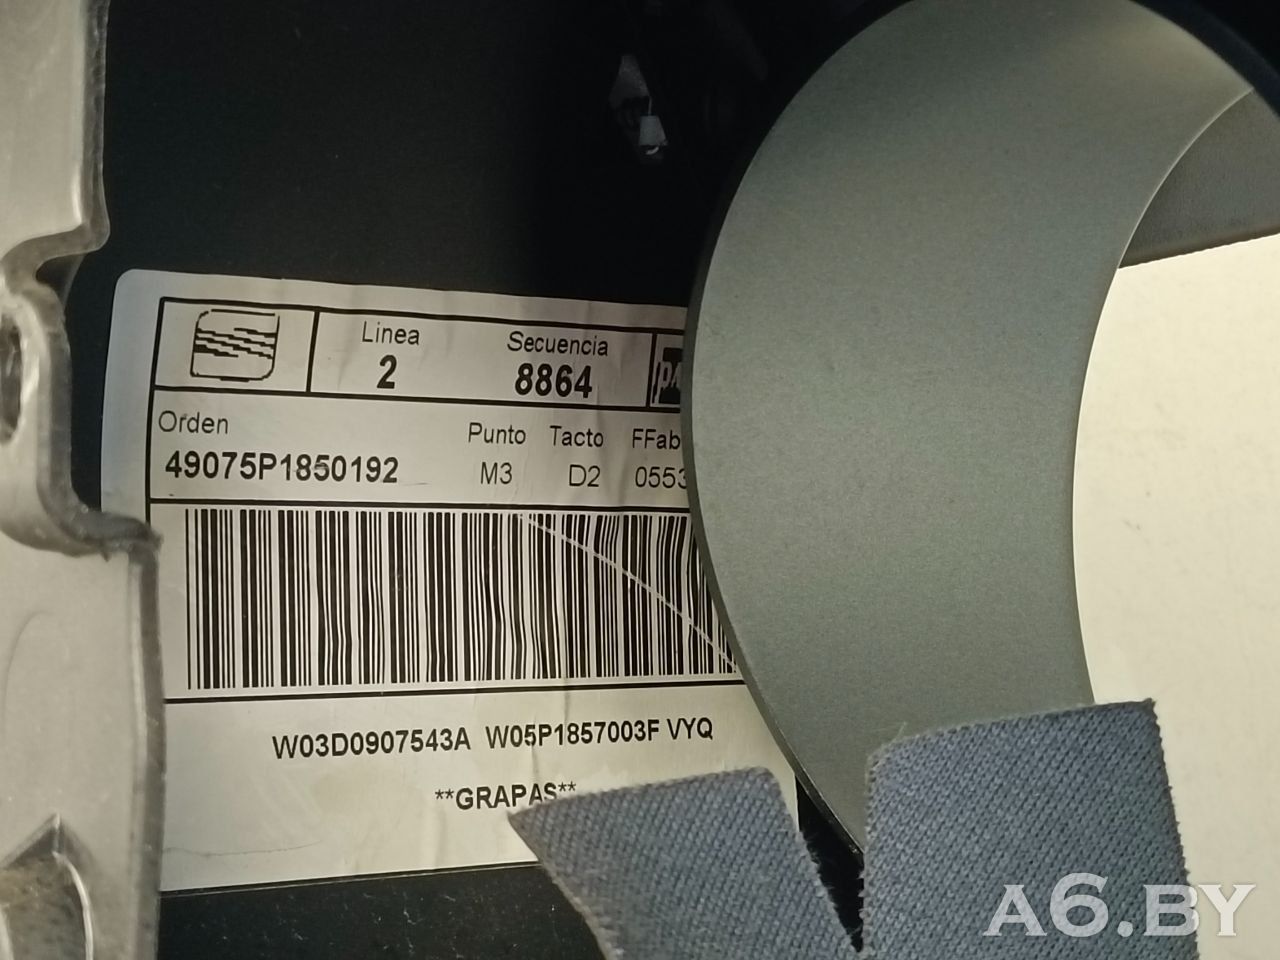 Linea Secuencia
2 8864
Orden Punto Tacto FFab
49075P1850192 M3 D2 0553
W03D0907543A W05P1857003F VYQ
**GRAPAS**
A6.BY